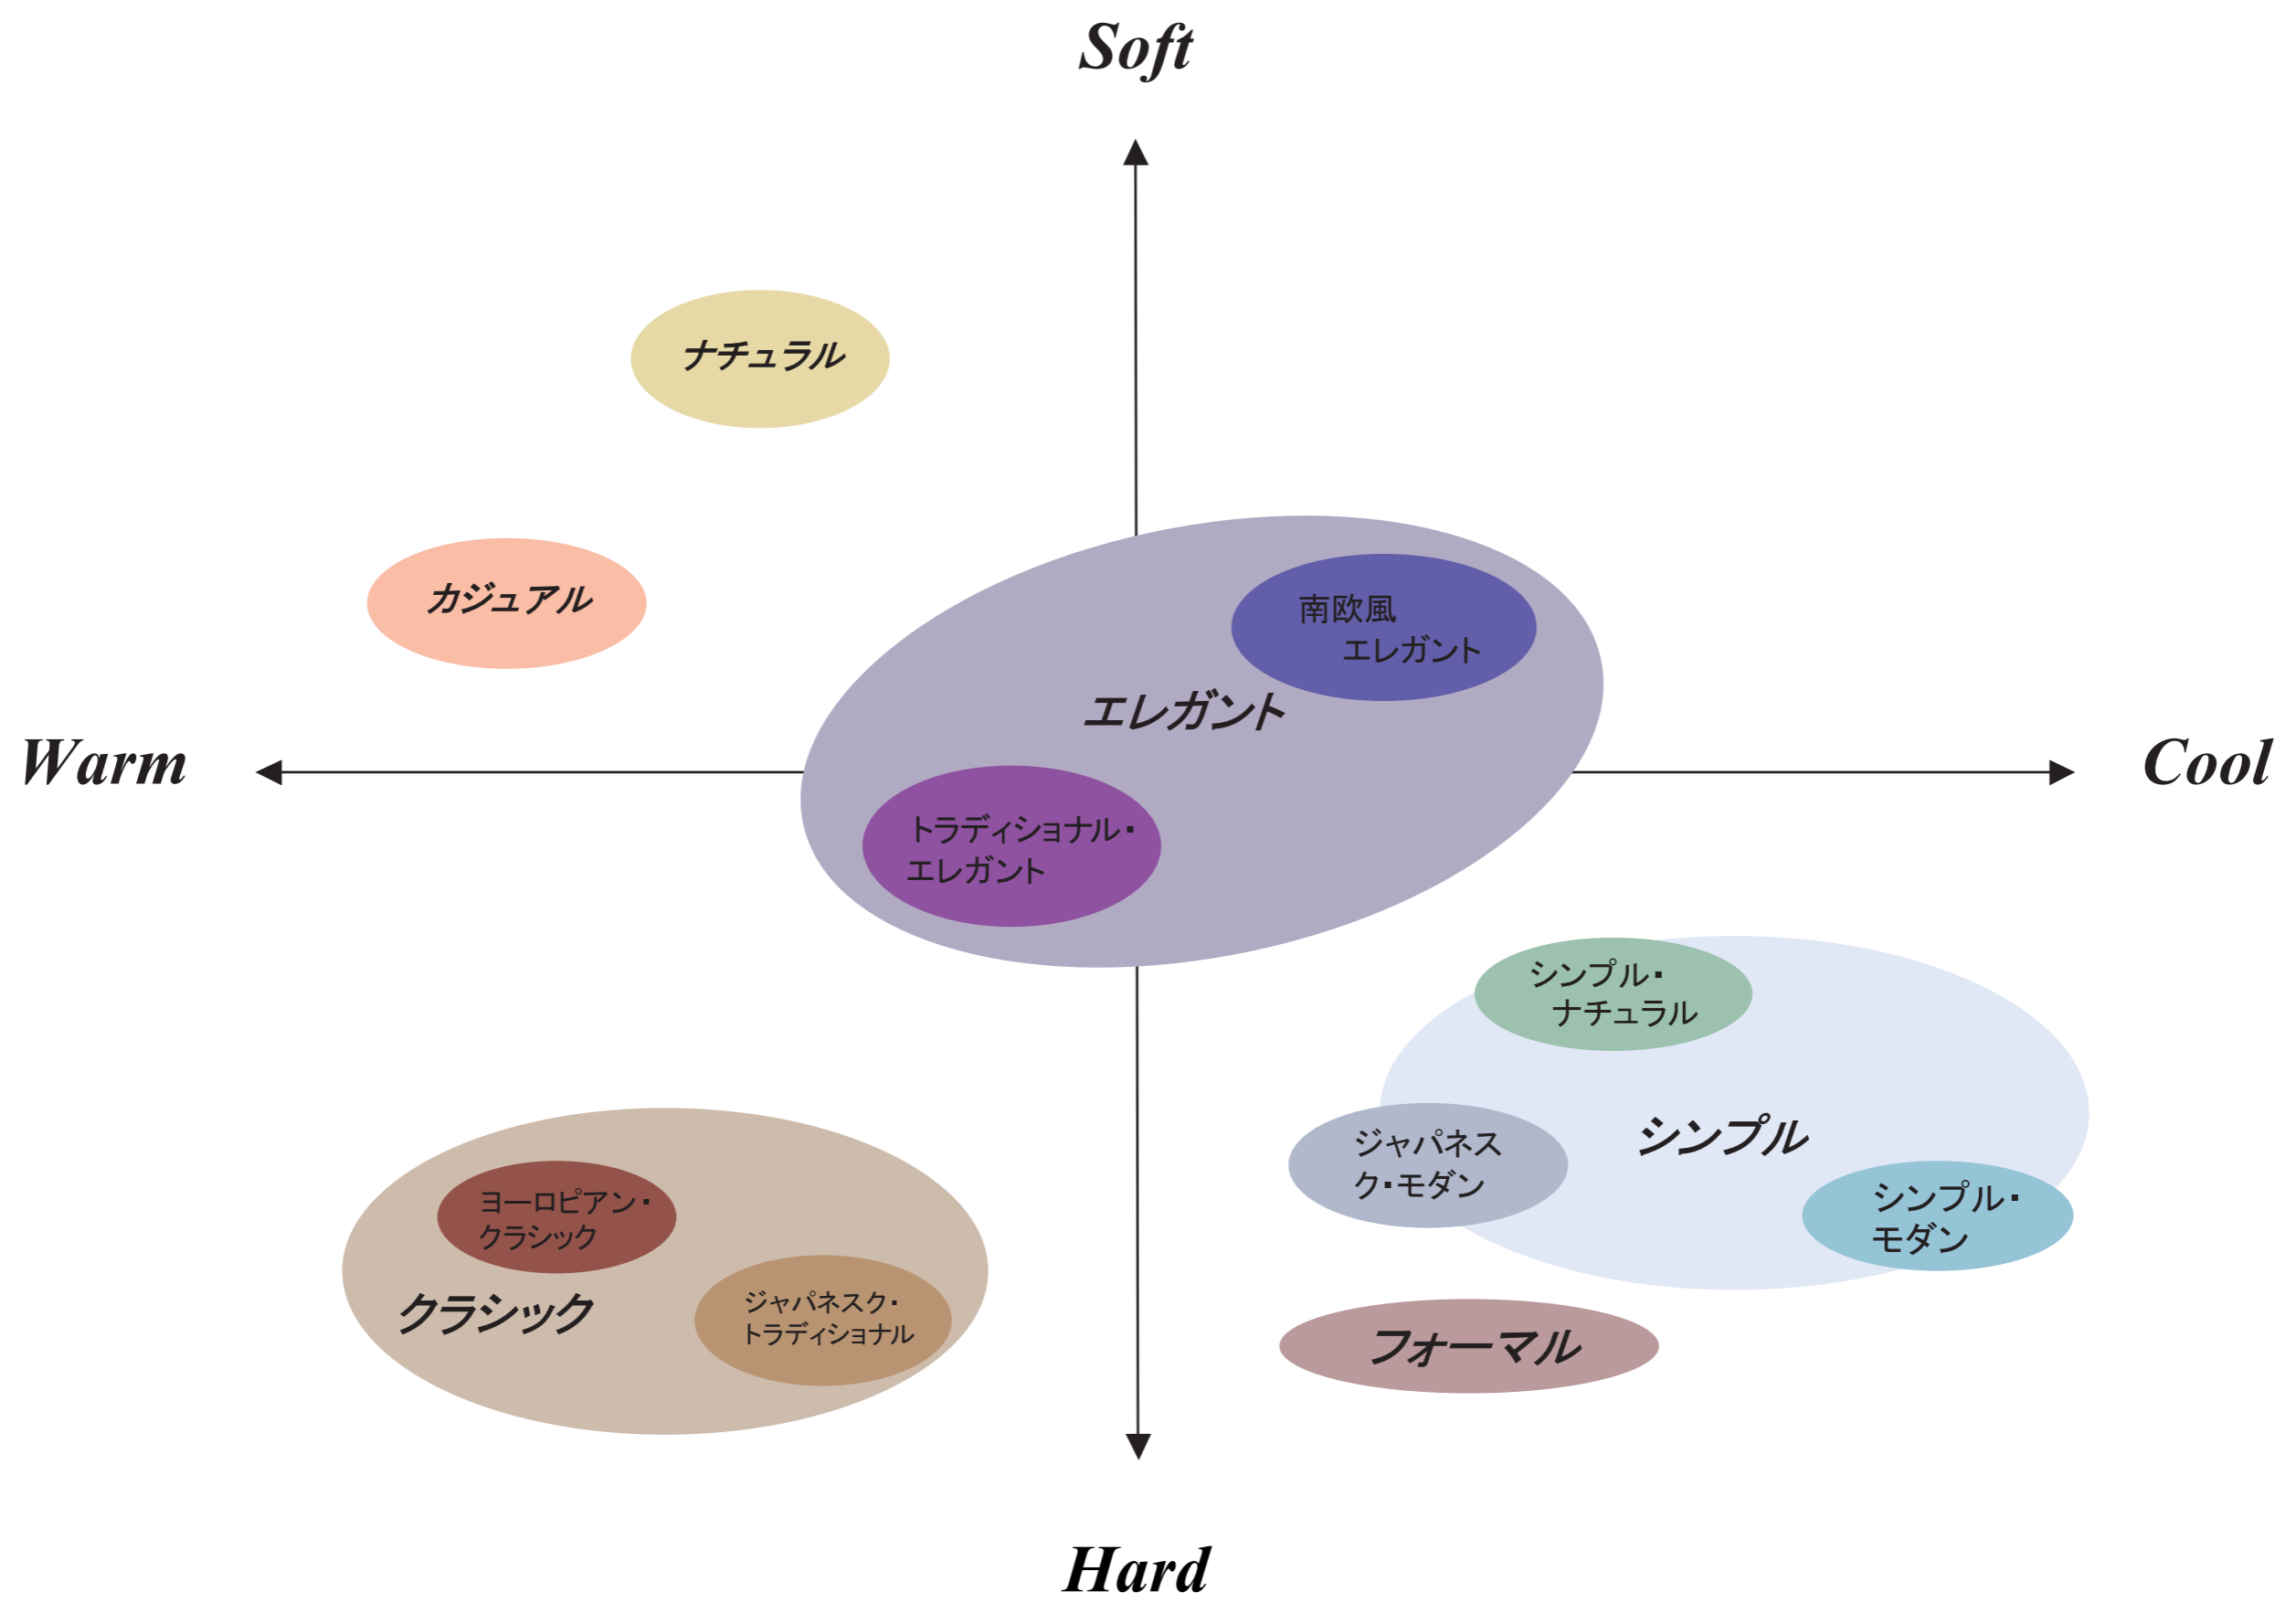 Soft
ナチュラル
カジュアル
南欧風
エレガント
エレガント
Warm
Cool
トラディショナル・
エレガント
シンプル・
ナチュラル
ジャパネス
ク・モダン
シンプル
シンプル・
モダン
ヨーロピアン・
クラシック
クラシック
ジャパネスク・
トラディショナル
フォーマル
Hard